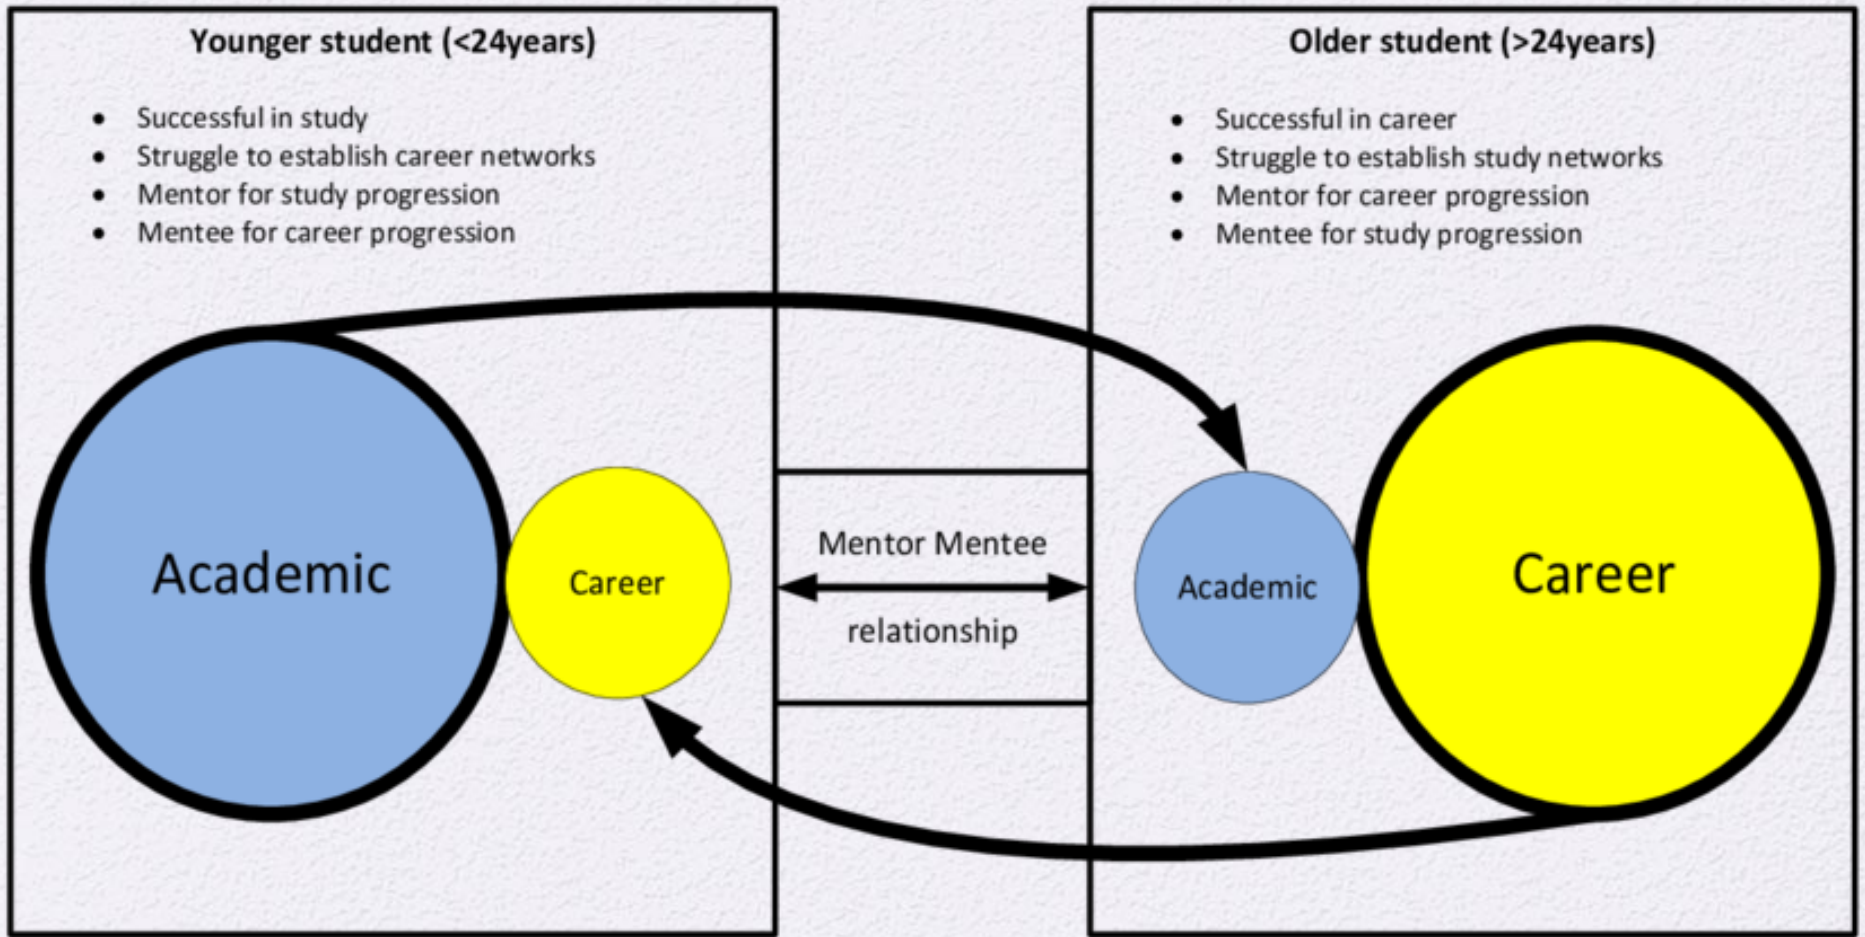 Younger student (<24years)
• Successful in study
• Struggle to establish career networks
• Mentor for study progression
• Mentee for career progression
Academic
Career
Mentor Mentee
relationship
Older student (>24years)
• Successful in career
• Struggle to establish study networks
• Mentor for career progression
• Mentee for study progression
Academic
Career